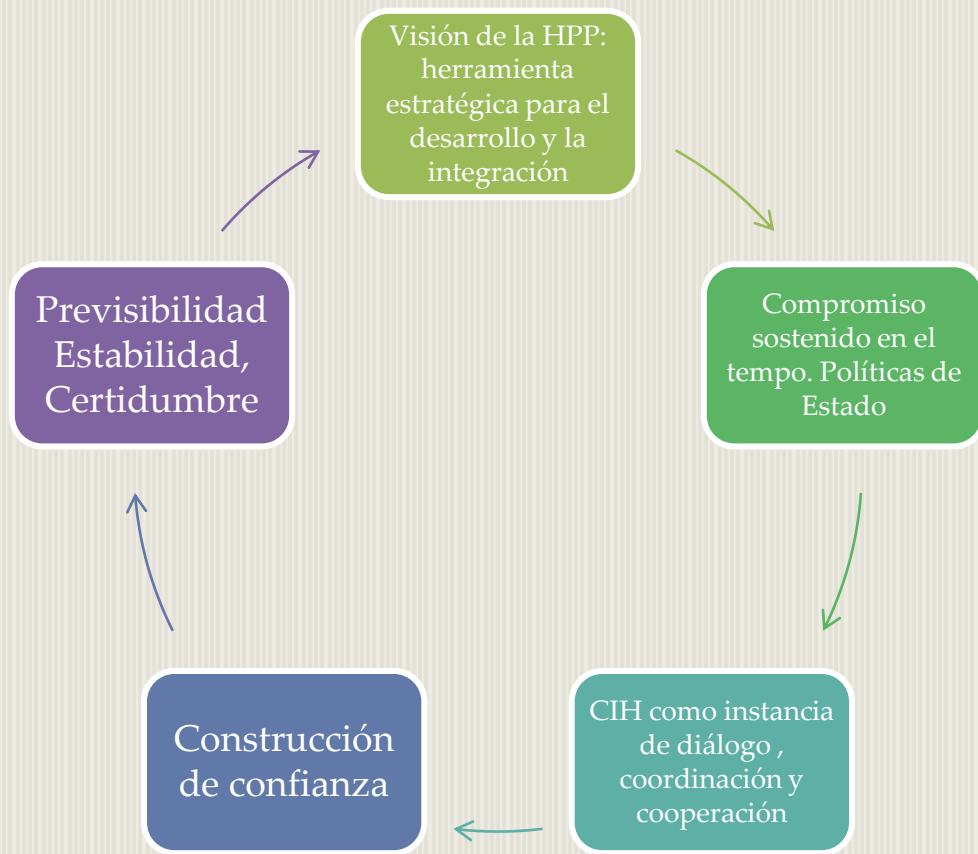 Visión de la HPP:
herramienta
estratégica para el
desarrollo y la
integración
Compromiso
sostenido en el
tempo. Políticas de
Estado
CIH como instancia
de diálogo ,
coordinación y
cooperación
Construcción
de confianza
Previsibilidad
Estabilidad,
Certidumbre